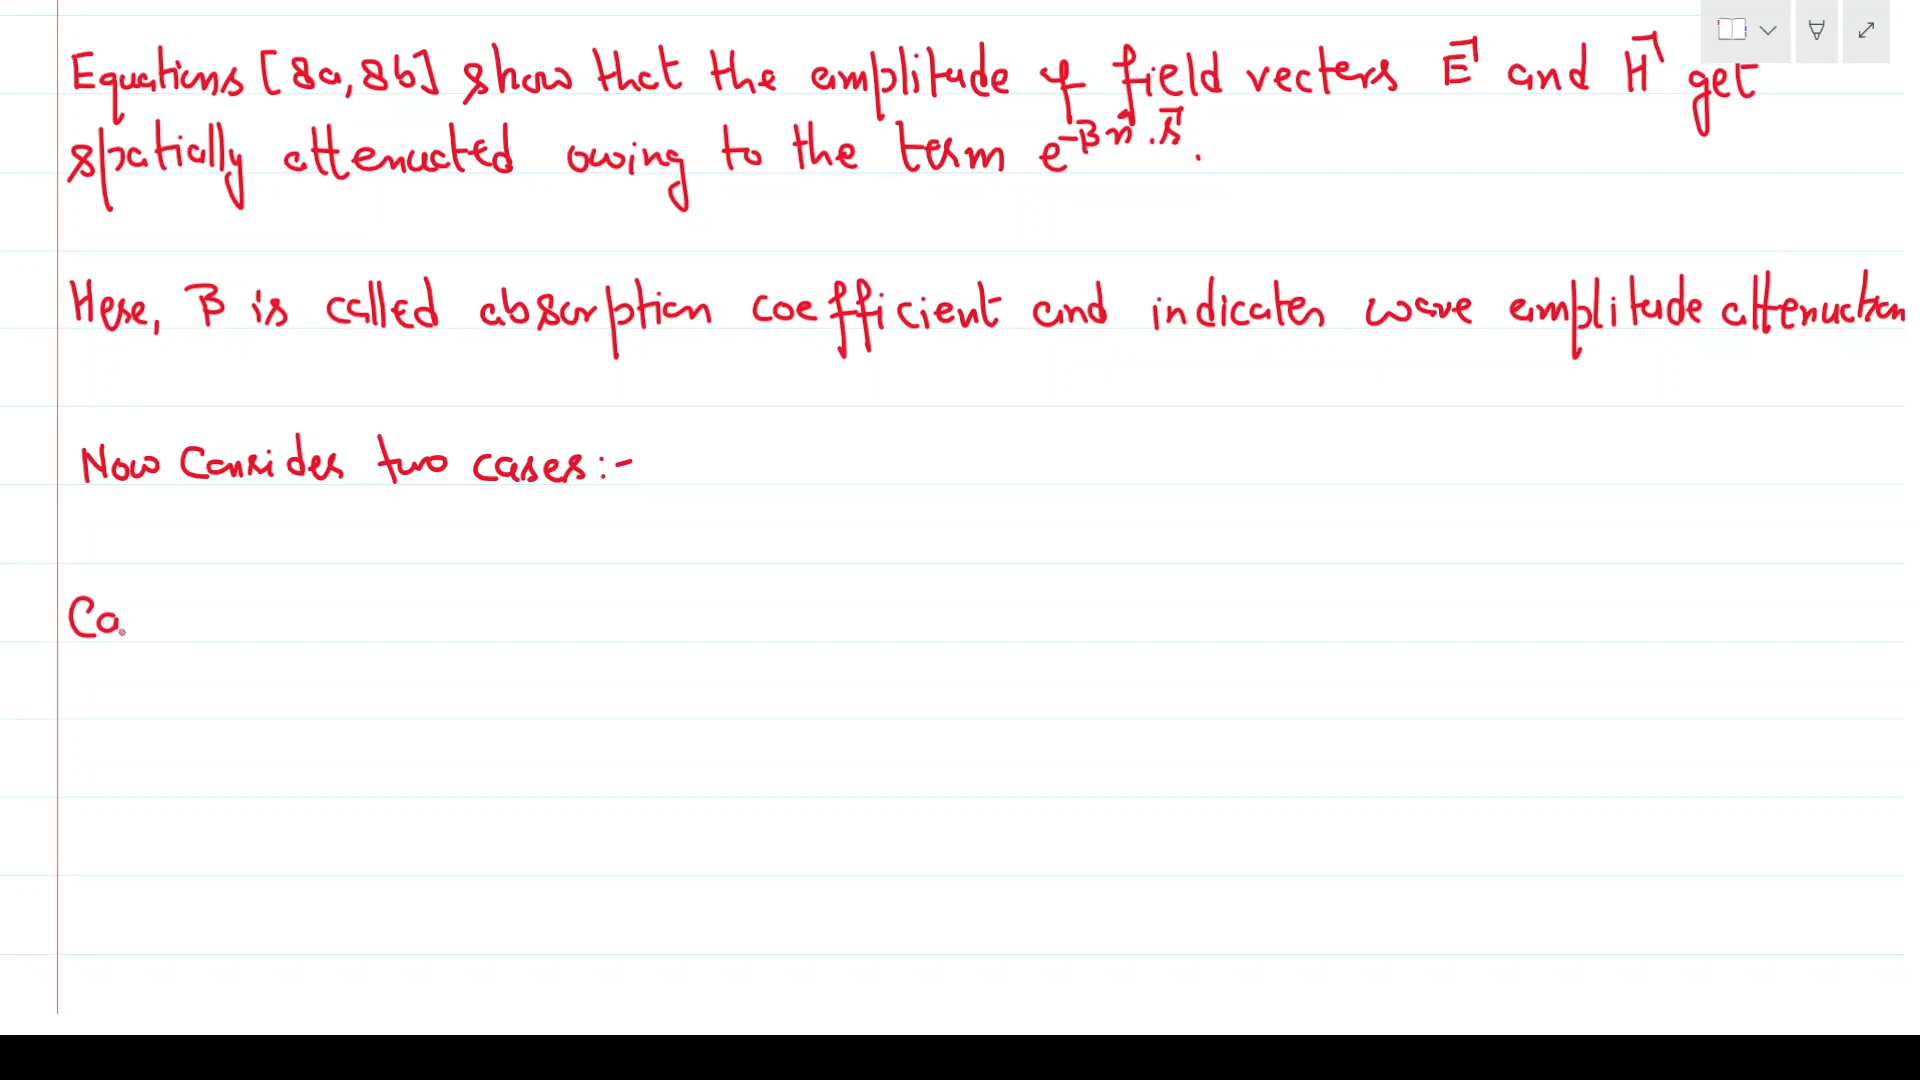 Equations [8a, 8b] show that the amplitude of field vectors E⃗ and H⃗ get
spatially attenuated owing to the term e^{-β n⃗ . r⃗} .
Here, β is called absorption coefficient and indicates wave amplitude attenuation
Now Consider two cases:-
Ca